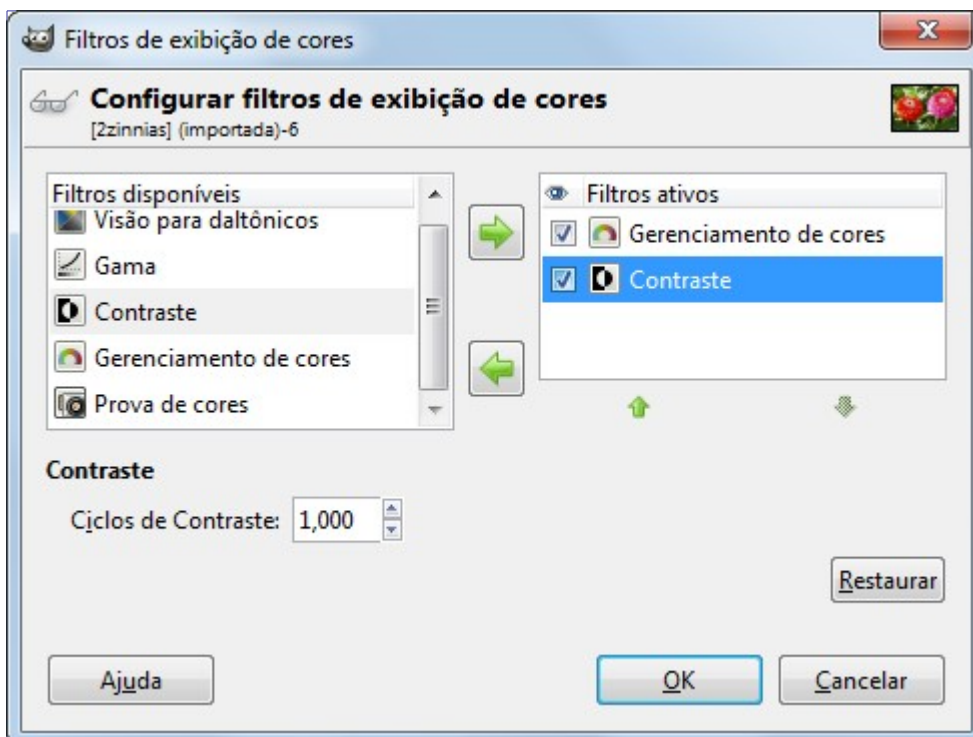 Filtros de exibição de cores
Configurar filtros de exibição de cores
[2zinnias] (importada)-6
Filtros disponíveis
Visão para daltônicos
Gama
Contraste
Gerenciamento de cores
Prova de cores
Filtros ativos
Gerenciamento de cores
Contraste
Contraste
Ciclos de Contraste: 1,000
Restaurar
Ajuda
OK
Cancelar